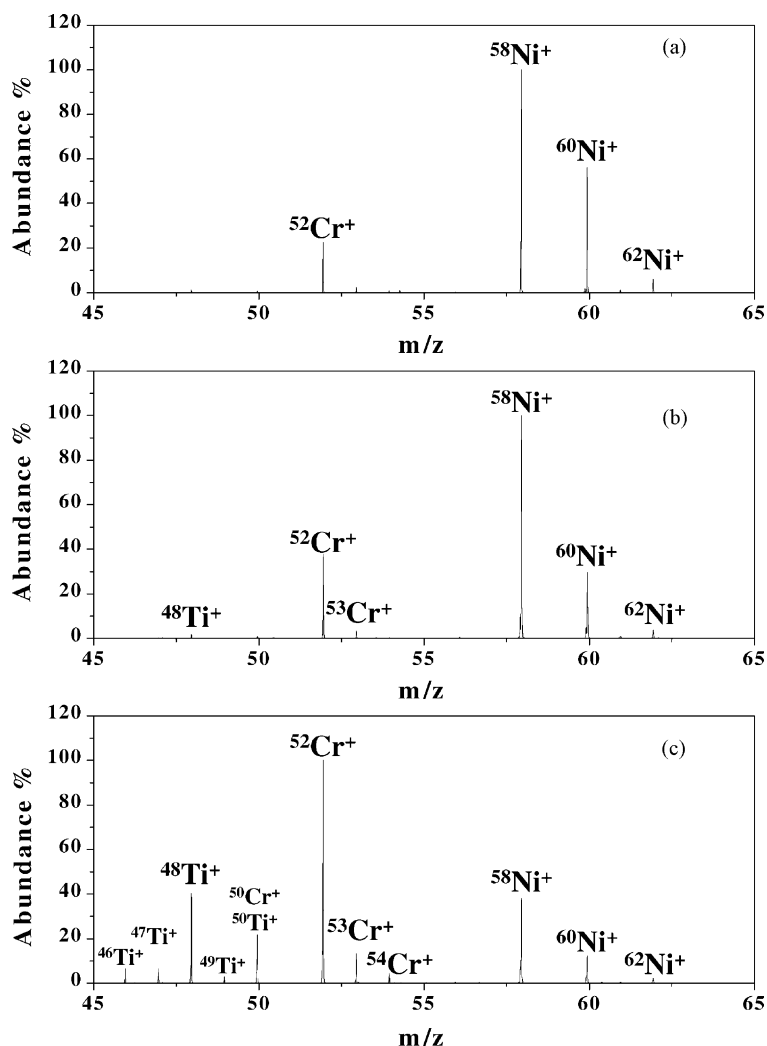 (a)
120
100
80
60
40
20
0
Abundance %
⁵⁸Ni⁺
⁶⁰Ni⁺
⁵²Cr⁺
⁶²Ni⁺
45 50 55 60 65
m/z
(b)
120
100
80
60
40
20
0
Abundance %
⁵⁸Ni⁺
⁵²Cr⁺
⁶⁰Ni⁺
⁴⁸Ti⁺
⁵³Cr⁺
⁶²Ni⁺
45 50 55 60 65
m/z
(c)
120
100
80
60
40
20
0
Abundance %
⁵²Cr⁺
⁴⁸Ti⁺
⁵⁰Cr⁺
⁵⁰Ti⁺
⁵⁸Ni⁺
⁴⁶Ti⁺
⁴⁷Ti⁺
⁴⁹Ti⁺
⁵³Cr⁺
⁵⁴Cr⁺
⁶⁰Ni⁺
⁶²Ni⁺
45 50 55 60 65
m/z